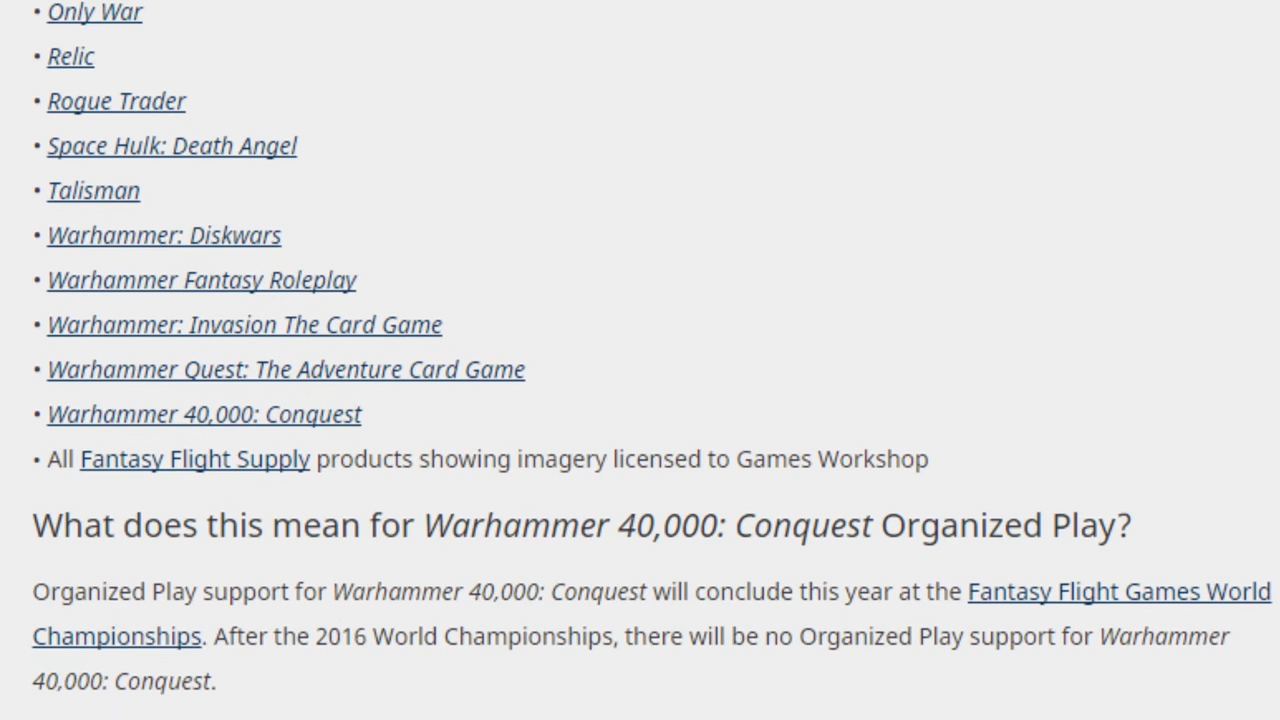 • Only War
• Relic
• Rogue Trader
• Space Hulk: Death Angel
• Talisman
• Warhammer: Diskwars
• Warhammer Fantasy Roleplay
• Warhammer: Invasion The Card Game
• Warhammer Quest: The Adventure Card Game
• Warhammer 40,000: Conquest
• All Fantasy Flight Supply products showing imagery licensed to Games Workshop
What does this mean for Warhammer 40,000: Conquest Organized Play?
Organized Play support for Warhammer 40,000: Conquest will conclude this year at the Fantasy Flight Games World
Championships. After the 2016 World Championships, there will be no Organized Play support for Warhammer
40,000: Conquest.